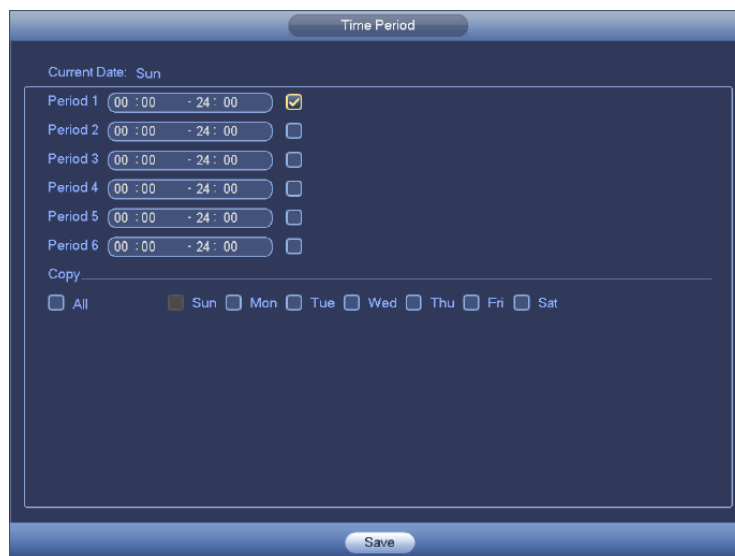 Time Period
Current Date: Sun
Period 1 00 :00 - 24 : 00
Period 2 00 :00 - 24 : 00
Period 3 00 :00 - 24 : 00
Period 4 00 :00 - 24 : 00
Period 5 00 :00 - 24 : 00
Period 6 00 :00 - 24 : 00
Copy
All Sun Mon Tue Wed Thu Fri Sat
Save